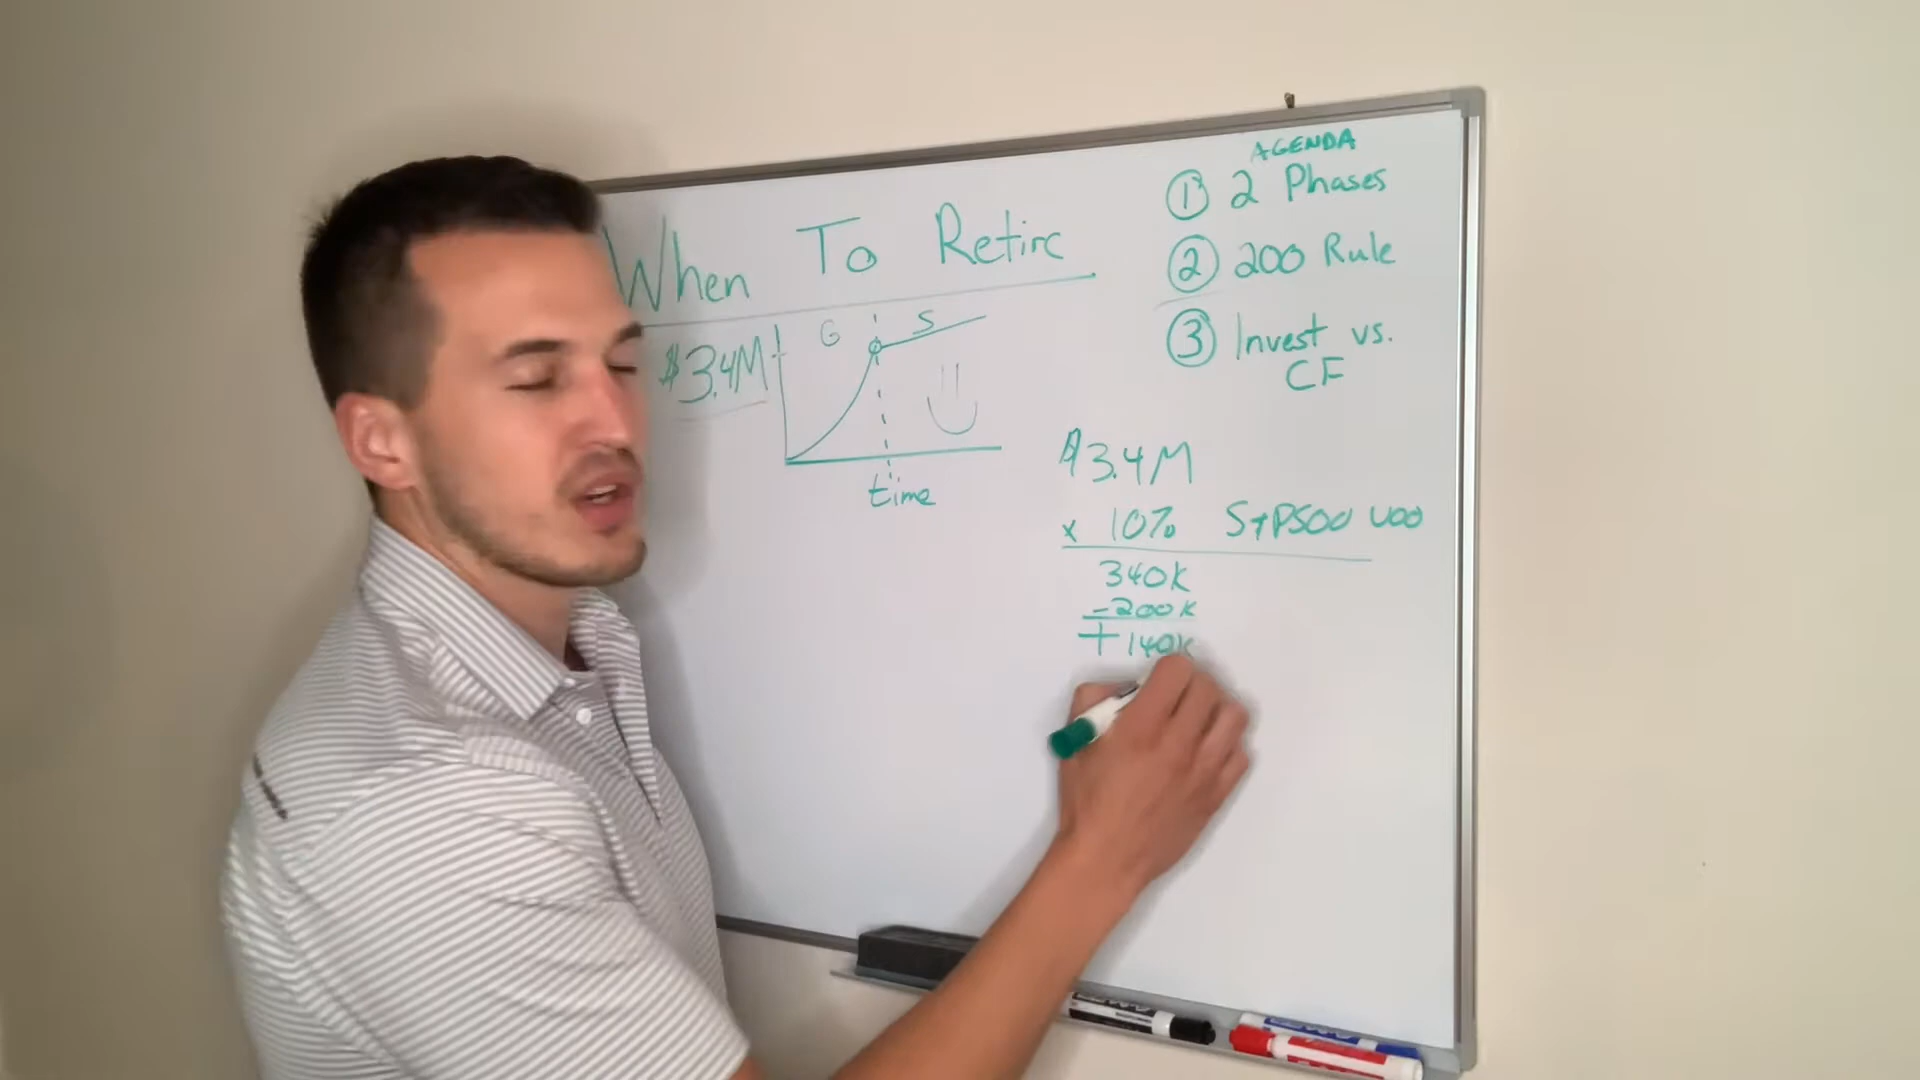 When To Retire
$3.4M
G
S
time
AGENDA
① 2 Phases
② 200 Rule
③ Invest vs.
CF
$3.4M
x 10% S+P500 VOO
340k
-200k
+140k